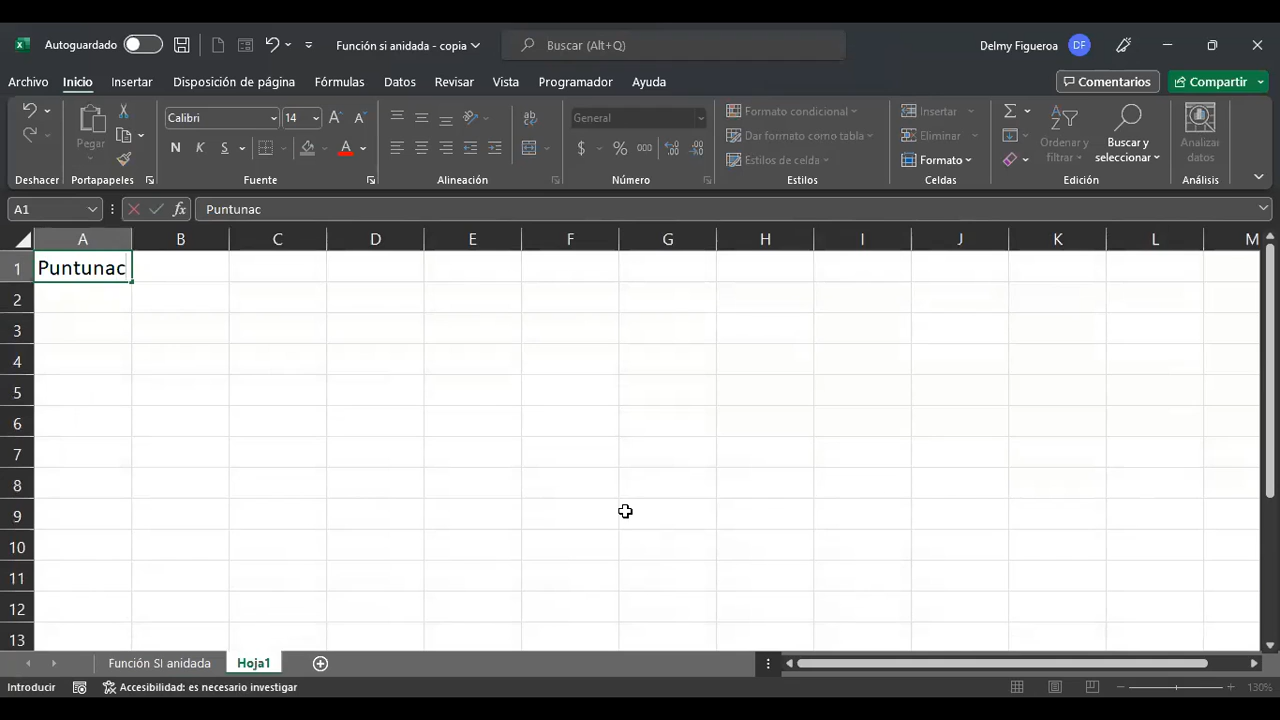 Autoguardado
Función si anidada - copia
Buscar (Alt+Q)
Delmy Figueroa
DF
Archivo Inicio Insertar Disposición de página Fórmulas Datos Revisar Vista Programador Ayuda
Comentarios
Compartir
Pegar
Calibri 14
N K S
General
$ % 000
Formato condicional
Dar formato como tabla
Estilos de celda
Insertar
Eliminar
Formato
Ordenar y
filtrar
Buscar y
seleccionar
Analizar
datos
Deshacer Portapapeles Fuente Alineación Número Estilos Celdas Edición Análisis
A1
fx
Puntunac
A B C D E F G H I J K L M
1 Puntunac
2
3
4
5
6
7
8
9
10
11
12
13
Función SI anidada Hoja1
Introducir Accesibilidad: es necesario investigar 130%